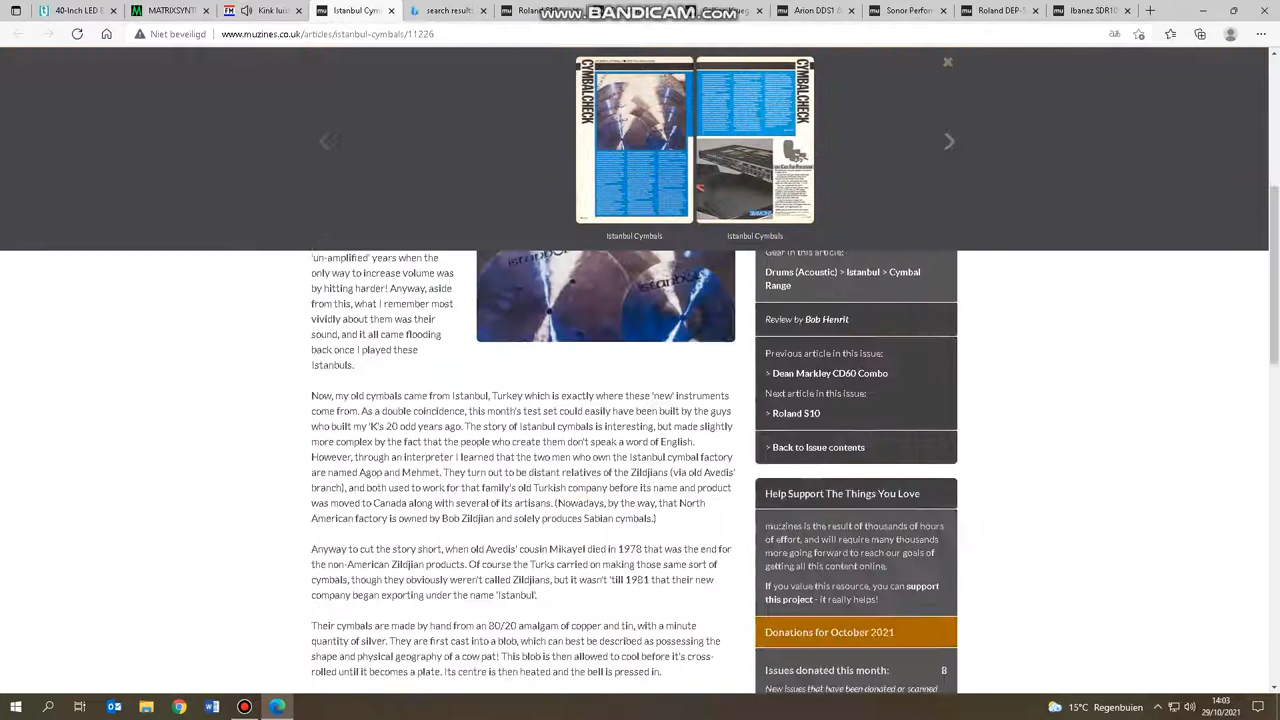 40-Inch LED
MATRIXSYNT
Kink luis
Istanbul Cym
search result
Roland S
www.BANDICAM.com
Arion DDS1 &
Sonor Perform
Roland DEP-
Ibanez SDR10
Niet beveiligd
www.muzines.co.uk/articles/istanbul-cymbals/11226
CYMBALCHECK
CYMBALCHECK
Istanbul Cymbals
Istanbul Cymbals
'un-amplified' years when the
only way to increase volume was
by hitting harder! Anyway, aside
from this, what I remember most
vividly about them was their
sound, and it all came flooding
back once I played these
Istanbuls.
istanbul
Now, my old cymbals came from Istanbul, Turkey which is exactly where these 'new' instruments
come from. As a double coincidence, this month's test set could easily have been built by the guys
who built my 'K's 20 odd years ago. The story of Istanbul cymbals is interesting, but made slightly
more complex by the fact that the people who create them don't speak a word of English.
However, through an interpreter I learned that the two men who own the Istanbul cymbal factory
are named Agop and Mehmet. They turn out to be distant relatives of the Zildjians (via old Avedis'
branch), and both used to work for that family's old Turkish company before its name and product
was moved to Canada along with several of its artisans. (Nowadays, by the way, that North
American factory is owned by Bob Zildjian and solely produces Sabian cymbals.)
Anyway to cut the story short, when old Avedis' cousin Mikayel died in 1978 that was the end for
the non-American Zildjian products. Of course the Turks carried on making those same sort of
cymbals, though they obviously weren't called Zildjians, but it wasn't 'till 1981 that their new
company began exporting under the name 'Istanbul'.
Their cymbals are made by hand from an 80/20 amalgam of copper and tin, with a minute
quantity of silver. They are first cast into a blob, which can best be described as possessing the
shape and physical geography of a cow pat! This blob is then allowed to cool before it's cross-
rolled until it becomes a plate. Its centre is then heated and the bell is pressed in.
Gear in this article:
Drums (Acoustic) > Istanbul > Cymbal
Range
Review by Bob Henrit
Previous article in this issue:
> Dean Markley CD60 Combo
Next article in this issue:
> Roland S10
> Back to issue contents
Help Support The Things You Love
mu:zines is the result of thousands of hours
of effort, and will require many thousands
more going forward to reach our goals of
getting all this content online.
If you value this resource, you can support
this project - it really helps!
Donations for October 2021
Issues donated this month: 8
New issues that have been donated or scanned
15°C Regenbuien
14:03
29/10/2021